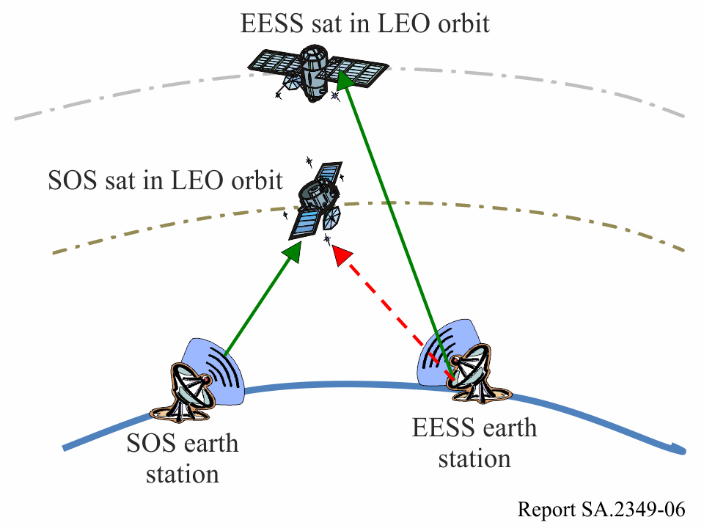 EESS sat in LEO orbit
SOS sat in LEO orbit
SOS earth
station
EESS earth
station
Report SA.2349-06